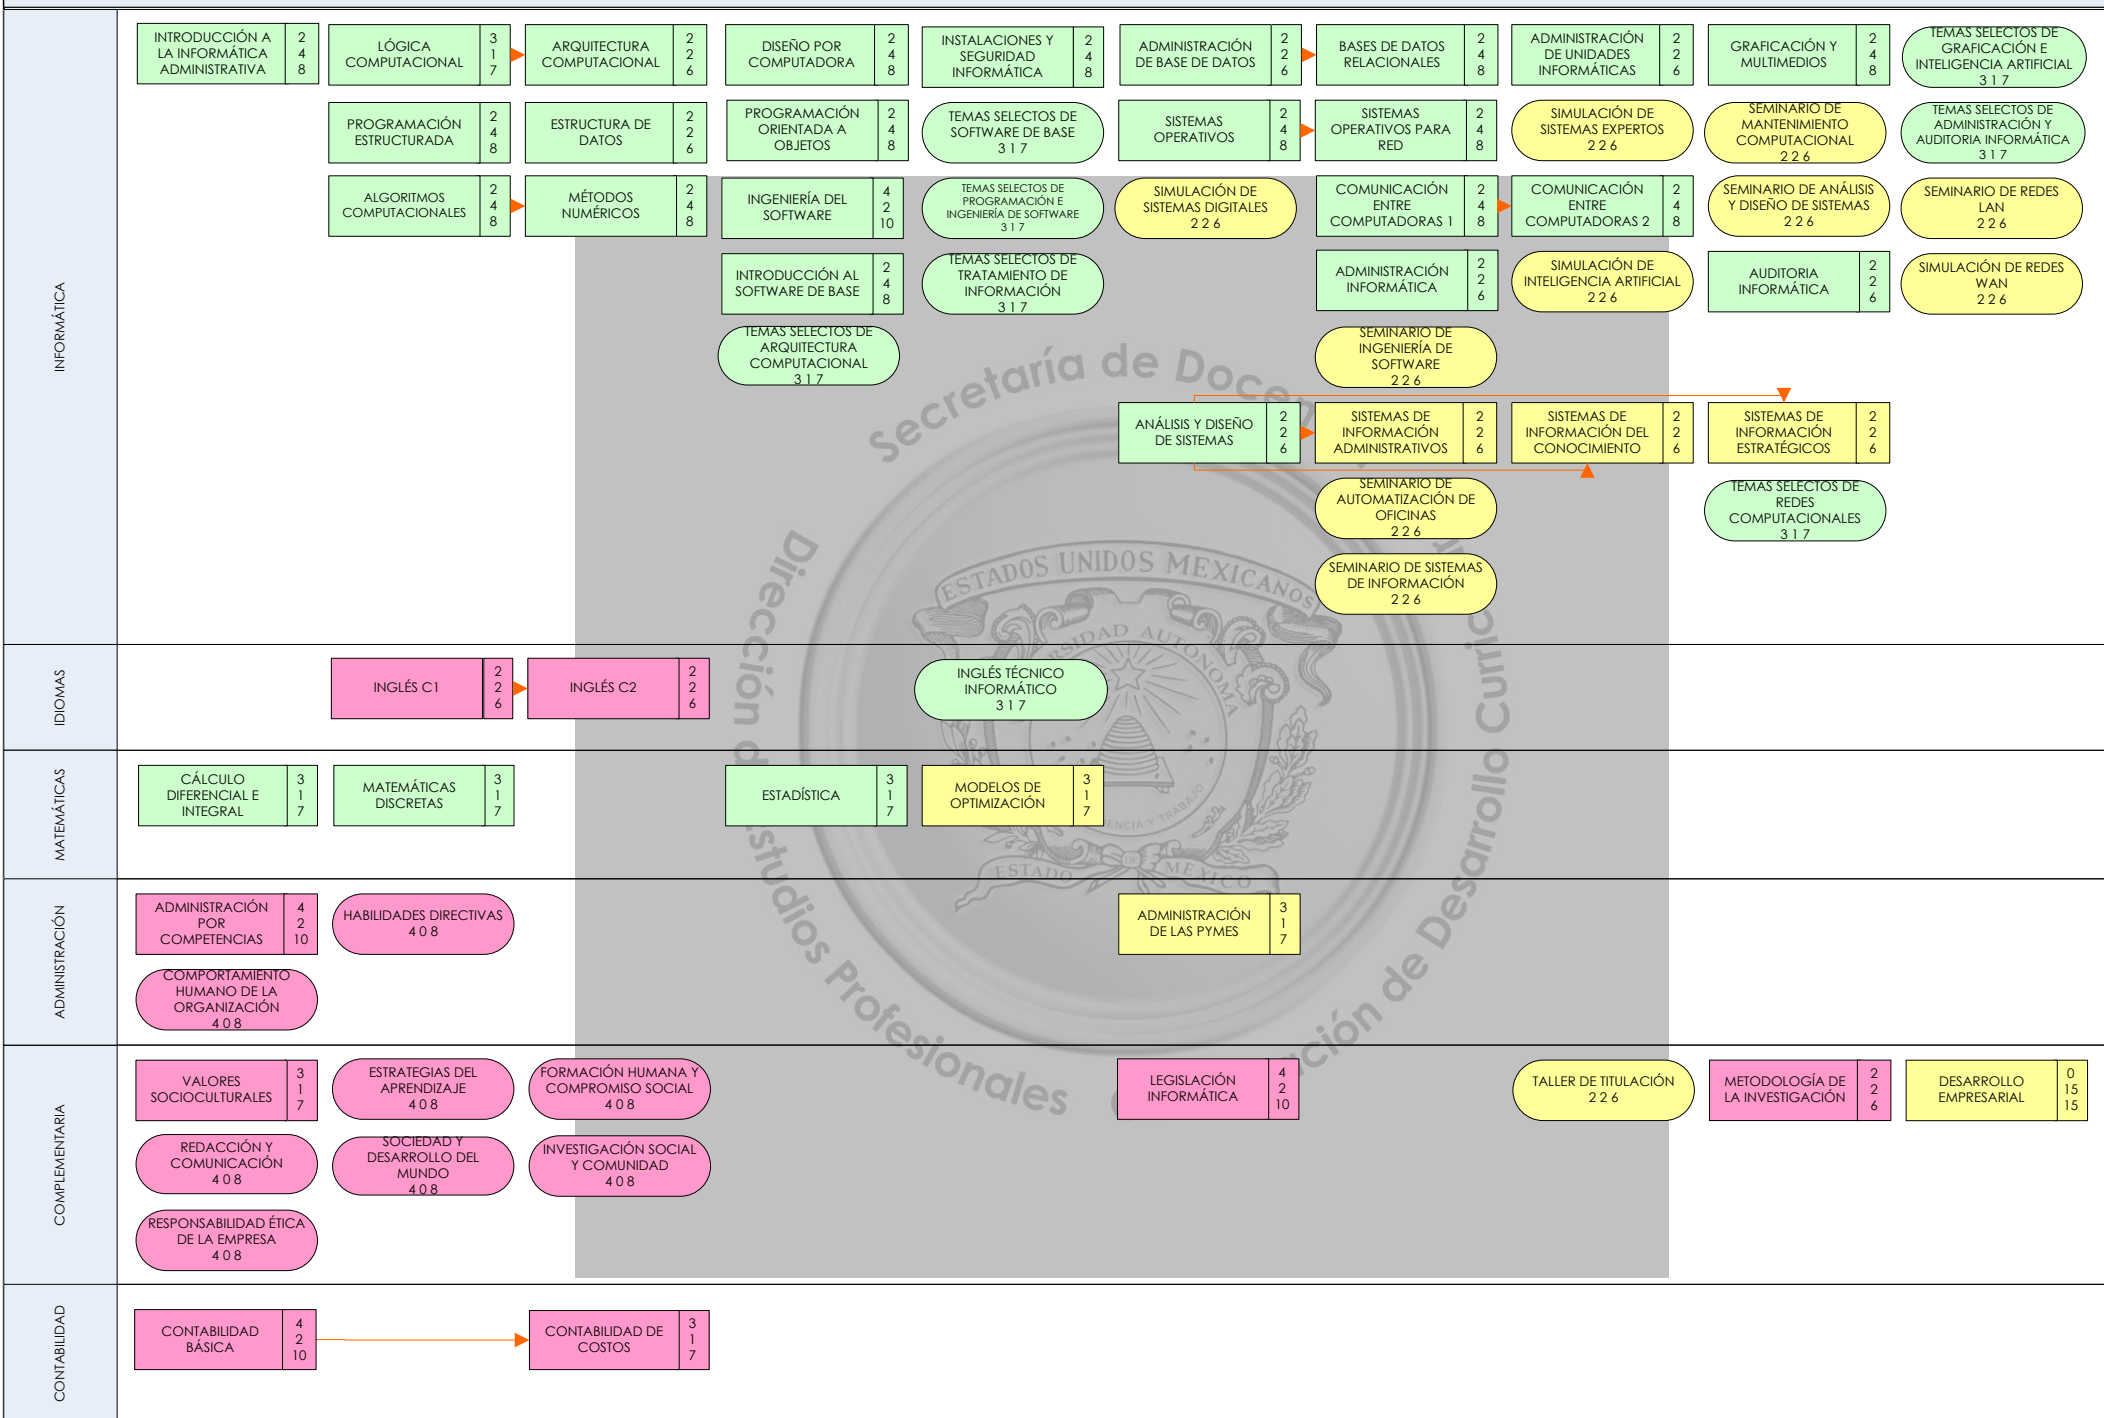 INFORMÁTICA
INTRODUCCIÓN A
LA INFORMÁTICA
ADMINISTRATIVA
2
4
8
LÓGICA
COMPUTACIONAL
3
1
7
ARQUITECTURA
COMPUTACIONAL
2
2
6
DISEÑO POR
COMPUTADORA
2
4
8
INSTALACIONES Y
SEGURIDAD
INFORMÁTICA
2
4
8
ADMINISTRACIÓN
DE BASE DE DATOS
2
2
6
BASES DE DATOS
RELACIONALES
2
4
8
ADMINISTRACIÓN
DE UNIDADES
INFORMÁTICAS
2
2
6
GRAFICACIÓN Y
MULTIMEDIOS
2
4
8
TEMAS SELECTOS DE
GRAFICACIÓN E
INTELIGENCIA ARTIFICIAL
3 1 7
PROGRAMACIÓN
ESTRUCTURADA
2
4
8
ESTRUCTURA DE
DATOS
2
2
6
PROGRAMACIÓN
ORIENTADA A
OBJETOS
2
4
8
TEMAS SELECTOS DE
SOFTWARE DE BASE
3 1 7
SISTEMAS
OPERATIVOS
2
4
8
SISTEMAS
OPERATIVOS PARA
RED
2
4
8
SIMULACIÓN DE
SISTEMAS EXPERTOS
2 2 6
SEMINARIO DE
MANTENIMIENTO
COMPUTACIONAL
2 2 6
TEMAS SELECTOS DE
ADMINISTRACIÓN Y
AUDITORIA INFORMÁTICA
3 1 7
ALGORITMOS
COMPUTACIONALES
2
4
8
MÉTODOS
NUMÉRICOS
2
4
8
INGENIERÍA DEL
SOFTWARE
4
2
10
TEMAS SELECTOS DE
PROGRAMACIÓN E
INGENIERÍA DE SOFTWARE
3 1 7
SIMULACIÓN DE
SISTEMAS DIGITALES
2 2 6
COMUNICACIÓN
ENTRE
COMPUTADORAS 1
2
4
8
COMUNICACIÓN
ENTRE
COMPUTADORAS 2
2
4
8
SEMINARIO DE ANÁLISIS
Y DISEÑO DE SISTEMAS
2 2 6
SEMINARIO DE REDES
LAN
2 2 6
INTRODUCCIÓN AL
SOFTWARE DE BASE
2
4
8
TEMAS SELECTOS DE
TRATAMIENTO DE
INFORMACIÓN
3 1 7
ADMINISTRACIÓN
INFORMÁTICA
2
2
6
SIMULACIÓN DE
INTELIGENCIA ARTIFICIAL
2 2 6
AUDITORIA
INFORMÁTICA
2
2
6
SIMULACIÓN DE REDES
WAN
2 2 6
TEMAS SELECTOS DE
ARQUITECTURA
COMPUTACIONAL
3 1 7
SEMINARIO DE
INGENIERÍA DE
SOFTWARE
2 2 6
ANÁLISIS Y DISEÑO
DE SISTEMAS
2
2
6
SISTEMAS DE
INFORMACIÓN
ADMINISTRATIVOS
2
2
6
SISTEMAS DE
INFORMACIÓN DEL
CONOCIMIENTO
2
2
6
SISTEMAS DE
INFORMACIÓN
ESTRATÉGICOS
2
2
6
SEMINARIO DE
AUTOMATIZACIÓN DE
OFICINAS
2 2 6
TEMAS SELECTOS DE
REDES
COMPUTACIONALES
3 1 7
SEMINARIO DE SISTEMAS
DE INFORMACIÓN
2 2 6
IDIOMAS
INGLÉS C1
2
2
6
INGLÉS C2
2
2
6
INGLÉS TÉCNICO
INFORMÁTICO
3 1 7
MATEMÁTICAS
CÁLCULO
DIFERENCIAL E
INTEGRAL
3
1
7
MATEMÁTICAS
DISCRETAS
3
1
7
ESTADÍSTICA
3
1
7
MODELOS DE
OPTIMIZACIÓN
3
1
7
ADMINISTRACIÓN
ADMINISTRACIÓN
POR
COMPETENCIAS
4
2
10
HABILIDADES DIRECTIVAS
4 0 8
ADMINISTRACIÓN
DE LAS PYMES
3
1
7
COMPORTAMIENTO
HUMANO DE LA
ORGANIZACIÓN
4 0 8
COMPLEMENTARIA
VALORES
SOCIOCULTURALES
3
1
7
ESTRATEGIAS DEL
APRENDIZAJE
4 0 8
FORMACIÓN HUMANA Y
COMPROMISO SOCIAL
4 0 8
LEGISLACIÓN
INFORMÁTICA
4
2
10
TALLER DE TITULACIÓN
2 2 6
METODOLOGÍA DE
LA INVESTIGACIÓN
2
2
6
DESARROLLO
EMPRESARIAL
0
15
15
REDACCIÓN Y
COMUNICACIÓN
4 0 8
SOCIEDAD Y
DESARROLLO DEL
MUNDO
4 0 8
INVESTIGACIÓN SOCIAL
Y COMUNIDAD
4 0 8
RESPONSABILIDAD ÉTICA
DE LA EMPRESA
4 0 8
CONTABILIDAD
CONTABILIDAD
BÁSICA
4
2
10
CONTABILIDAD DE
COSTOS
3
1
7
Secretaría de
Dirección
Profesionales
de Desarrollo
ESTADOS UNIDOS MEXICANOS
ESTADO DE MEXICO